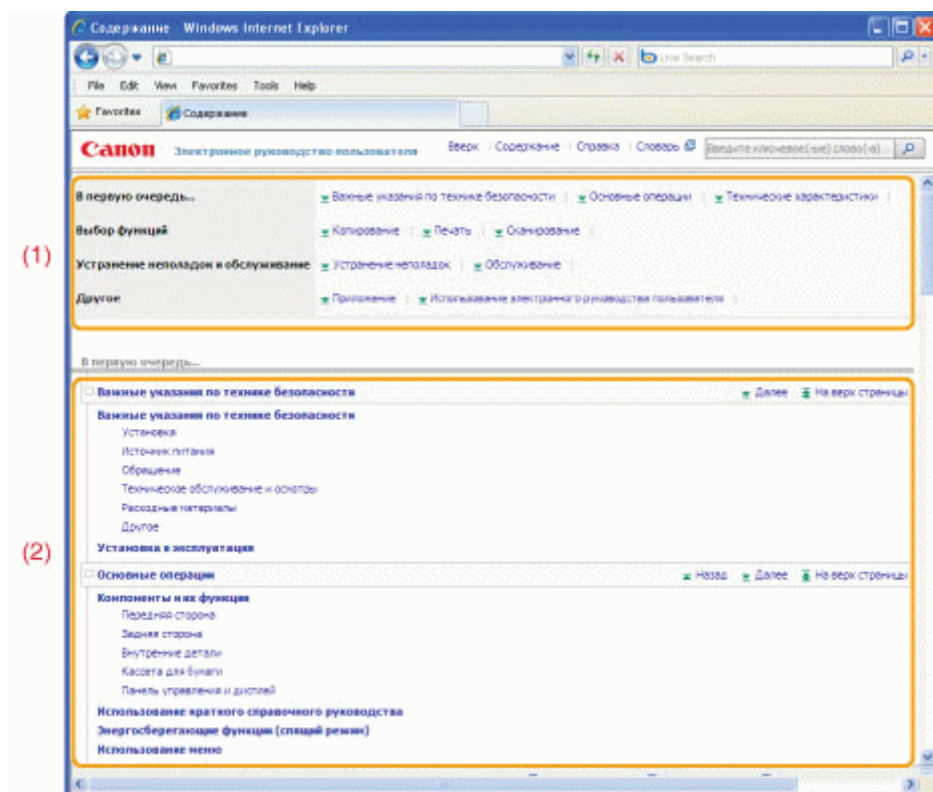 Содержание - Windows Internet Explorer
Live Search
File Edit View Favorites Tools Help
Favorites Содержание
Canon Электронное руководство пользователя Вверх Содержание Справка Словарь Введите ключевое(-ые) слово(-а)
(1)
В первую очередь... Важные указания по технике безопасности Основные операции Технические характеристики
Выбор функций Копирование Печать Сканирование
Устранение неполадок и обслуживание Устранение неполадок Обслуживание
Другое Приложение Использование электронного руководства пользователя
В первую очередь...
(2)
Важные указания по технике безопасности Далее На верх страницы
Важные указания по технике безопасности
Установка
Источник питания
Обращение
Техническое обслуживание и осмотры
Расходные материалы
Другое
Установка и эксплуатация
Основные операции Назад Далее На верх страницы
Компоненты и их функции
Передняя сторона
Задняя сторона
Внутренние детали
Кассета для бумаги
Панель управления и дисплей
Использование краткого справочного руководства
Энергосберегающие функции (спящий режим)
Использование меню